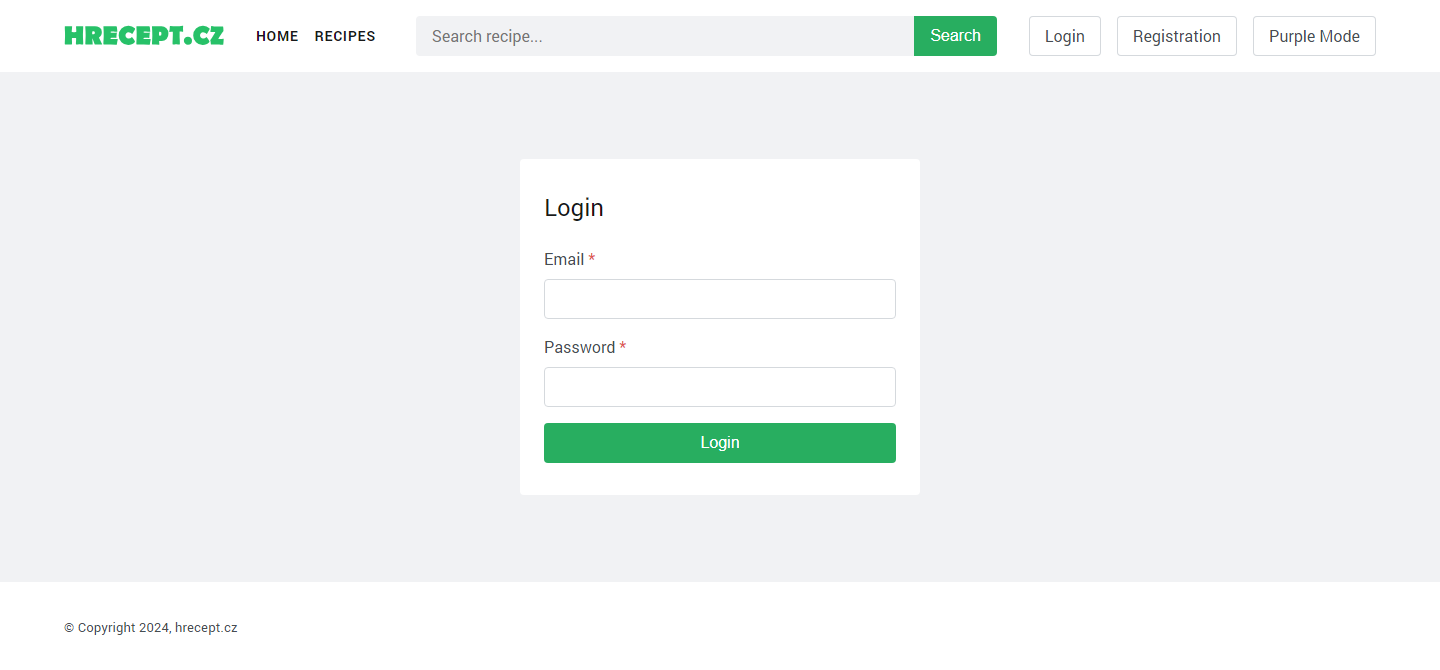 HRECEPT.CZ HOME RECIPES Search recipe... Search Login Registration Purple Mode
Login
Email *
Password *
Login
© Copyright 2024, hrecept.cz